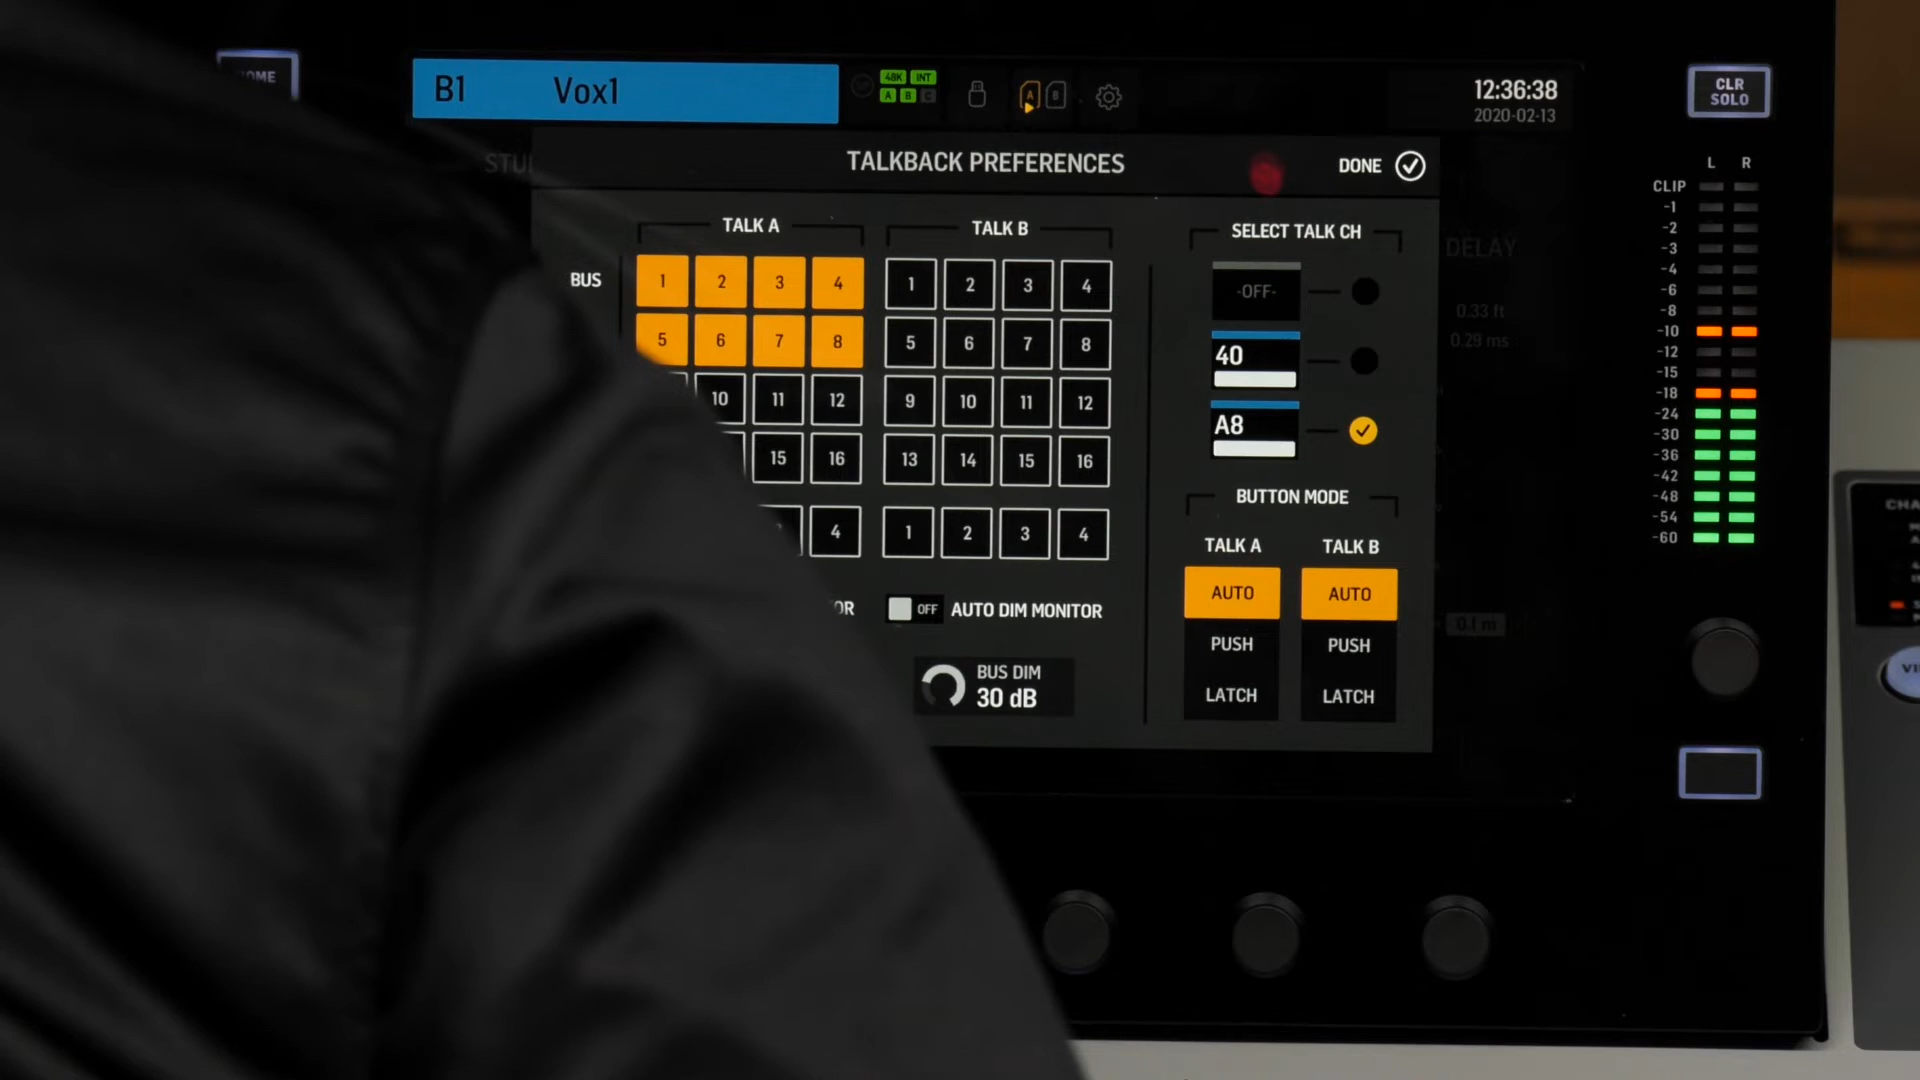 OME
B1 Vox1
48K INT
A B C
A B
12:36:38
2020-02-13
CLR
SOLO
TALKBACK PREFERENCES
DONE
TALK A
TALK B
SELECT TALK CH
BUS
1 2 3 4
5 6 7 8
10 11 12
15 16
4
1 2 3 4
5 6 7 8
9 10 11 12
13 14 15 16
1 2 3 4
OR
OFF AUTO DIM MONITOR
BUS DIM
30 dB
-OFF-
40
A8
BUTTON MODE
TALK A TALK B
AUTO AUTO
PUSH PUSH
LATCH LATCH
DELAY
0.33 ft
0.29 ms
0.1 m
L R
CLIP
-1
-2
-3
-4
-6
-8
-10
-12
-15
-18
-24
-30
-36
-42
-48
-54
-60
CHA